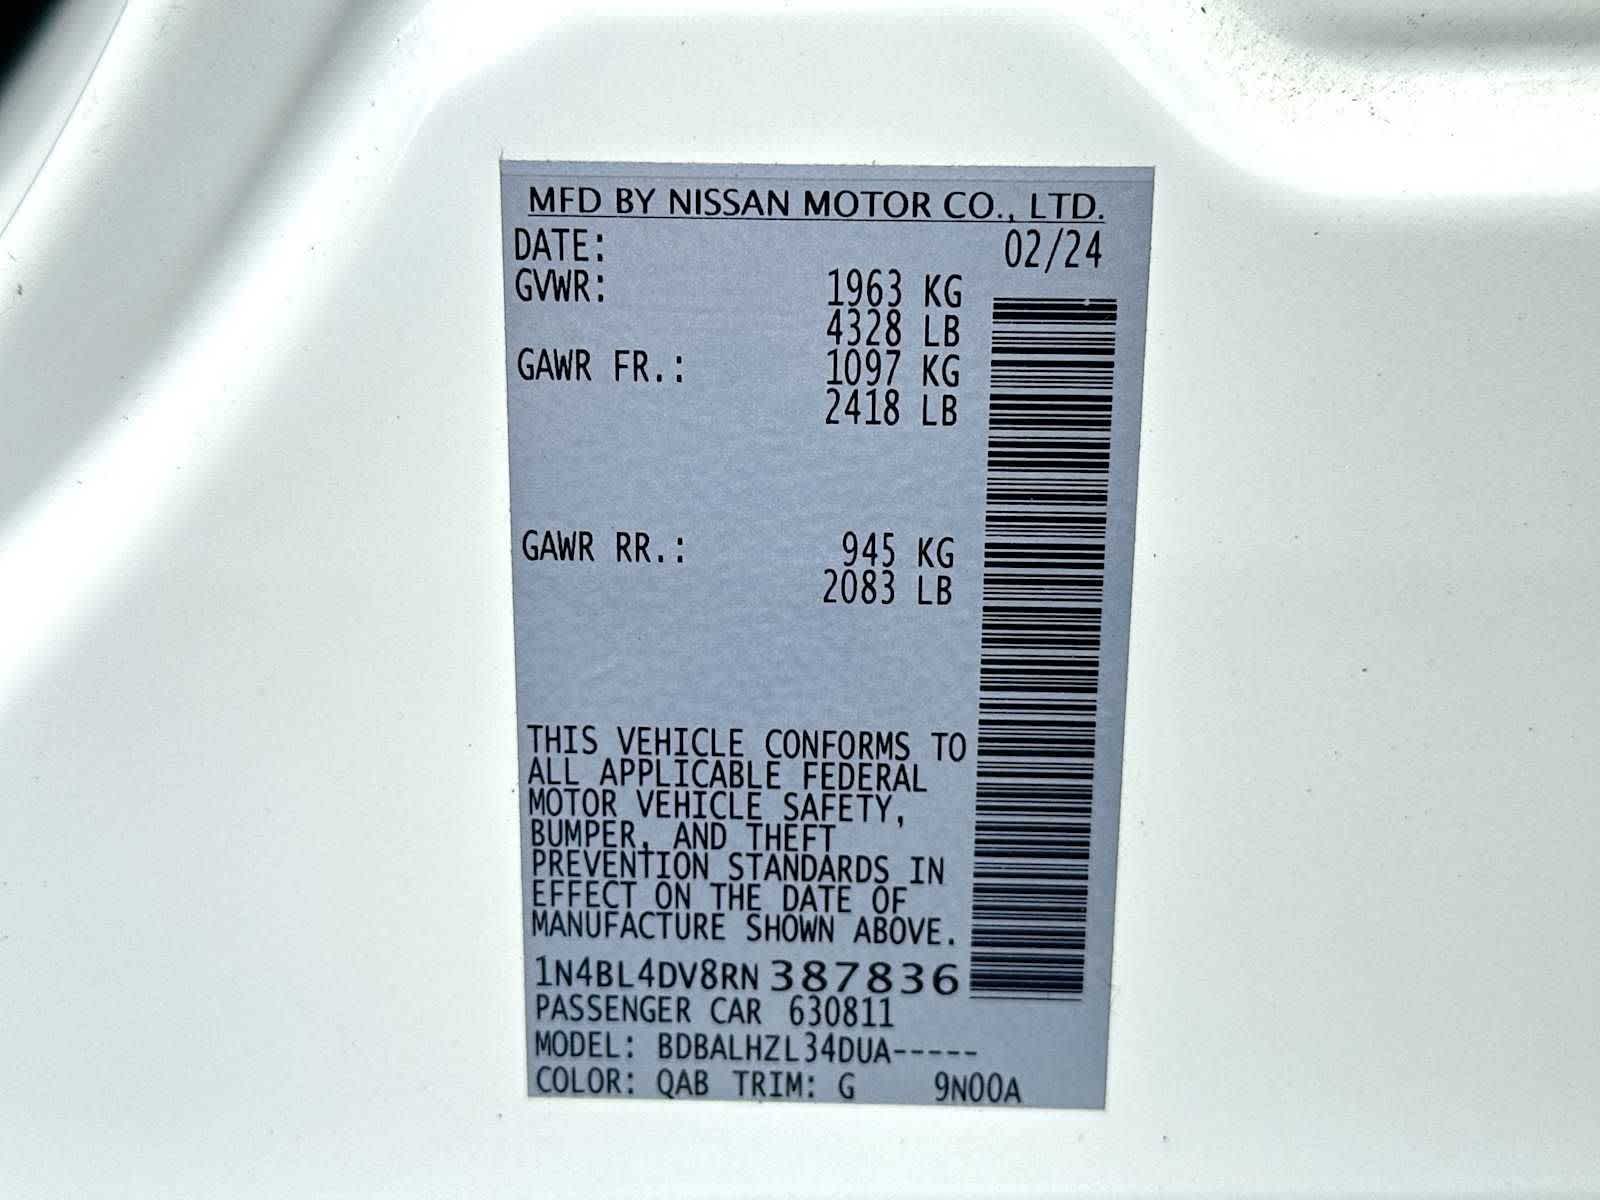 MFD BY NISSAN MOTOR CO., LTD.
DATE: 02/24
GVWR: 1963 KG
4328 LB
GAWR FR.: 1097 KG
2418 LB
GAWR RR.: 945 KG
2083 LB
THIS VEHICLE CONFORMS TO
ALL APPLICABLE FEDERAL
MOTOR VEHICLE SAFETY,
BUMPER, AND THEFT
PREVENTION STANDARDS IN
EFFECT ON THE DATE OF
MANUFACTURE SHOWN ABOVE.
1N4BL4DV8RN387836
PASSENGER CAR 630811
MODEL: BDBALHZL34DUA-----
COLOR: QAB TRIM: G 9N00A